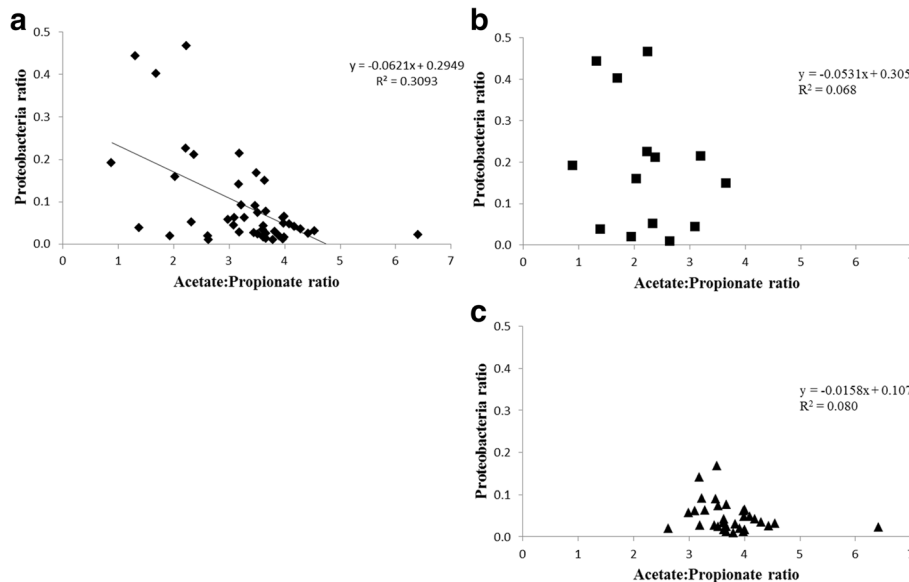 a
Proteobacteria ratio
0.5
0.4
0.3
0.2
0.1
0.0
y = -0.0621x + 0.2949
R² = 0.3093
0 1 2 3 4 5 6 7
Acetate:Propionate ratio
b
Proteobacteria ratio
0.5
0.4
0.3
0.2
0.1
0.0
y = -0.0531x + 0.305
R² = 0.068
0 1 2 3 4 5 6 7
Acetate:Propionate ratio
c
Proteobacteria ratio
0.5
0.4
0.3
0.2
0.1
0.0
y = -0.0158x + 0.107
R² = 0.080
0 1 2 3 4 5 6 7
Acetate:Propionate ratio